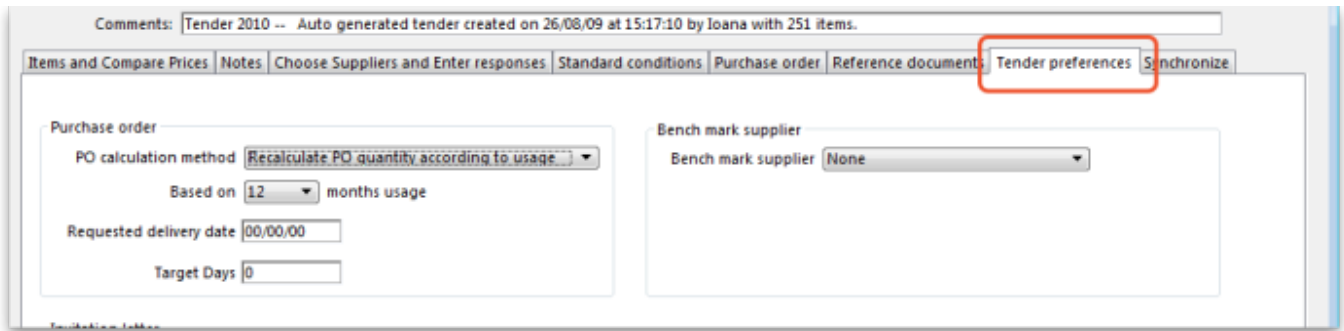 Comments: Tender 2010 -- Auto generated tender created on 26/08/09 at 15:17:10 by Ioana with 251 items.
Items and Compare Prices Notes Choose Suppliers and Enter responses Standard conditions Purchase order Reference documents Tender preferences Synchronize
Purchase order
PO calculation method Recalculate PO quantity according to usage
Based on 12 months usage
Requested delivery date 00/00/00
Target Days 0
Bench mark supplier
Bench mark supplier None
Invitation letter